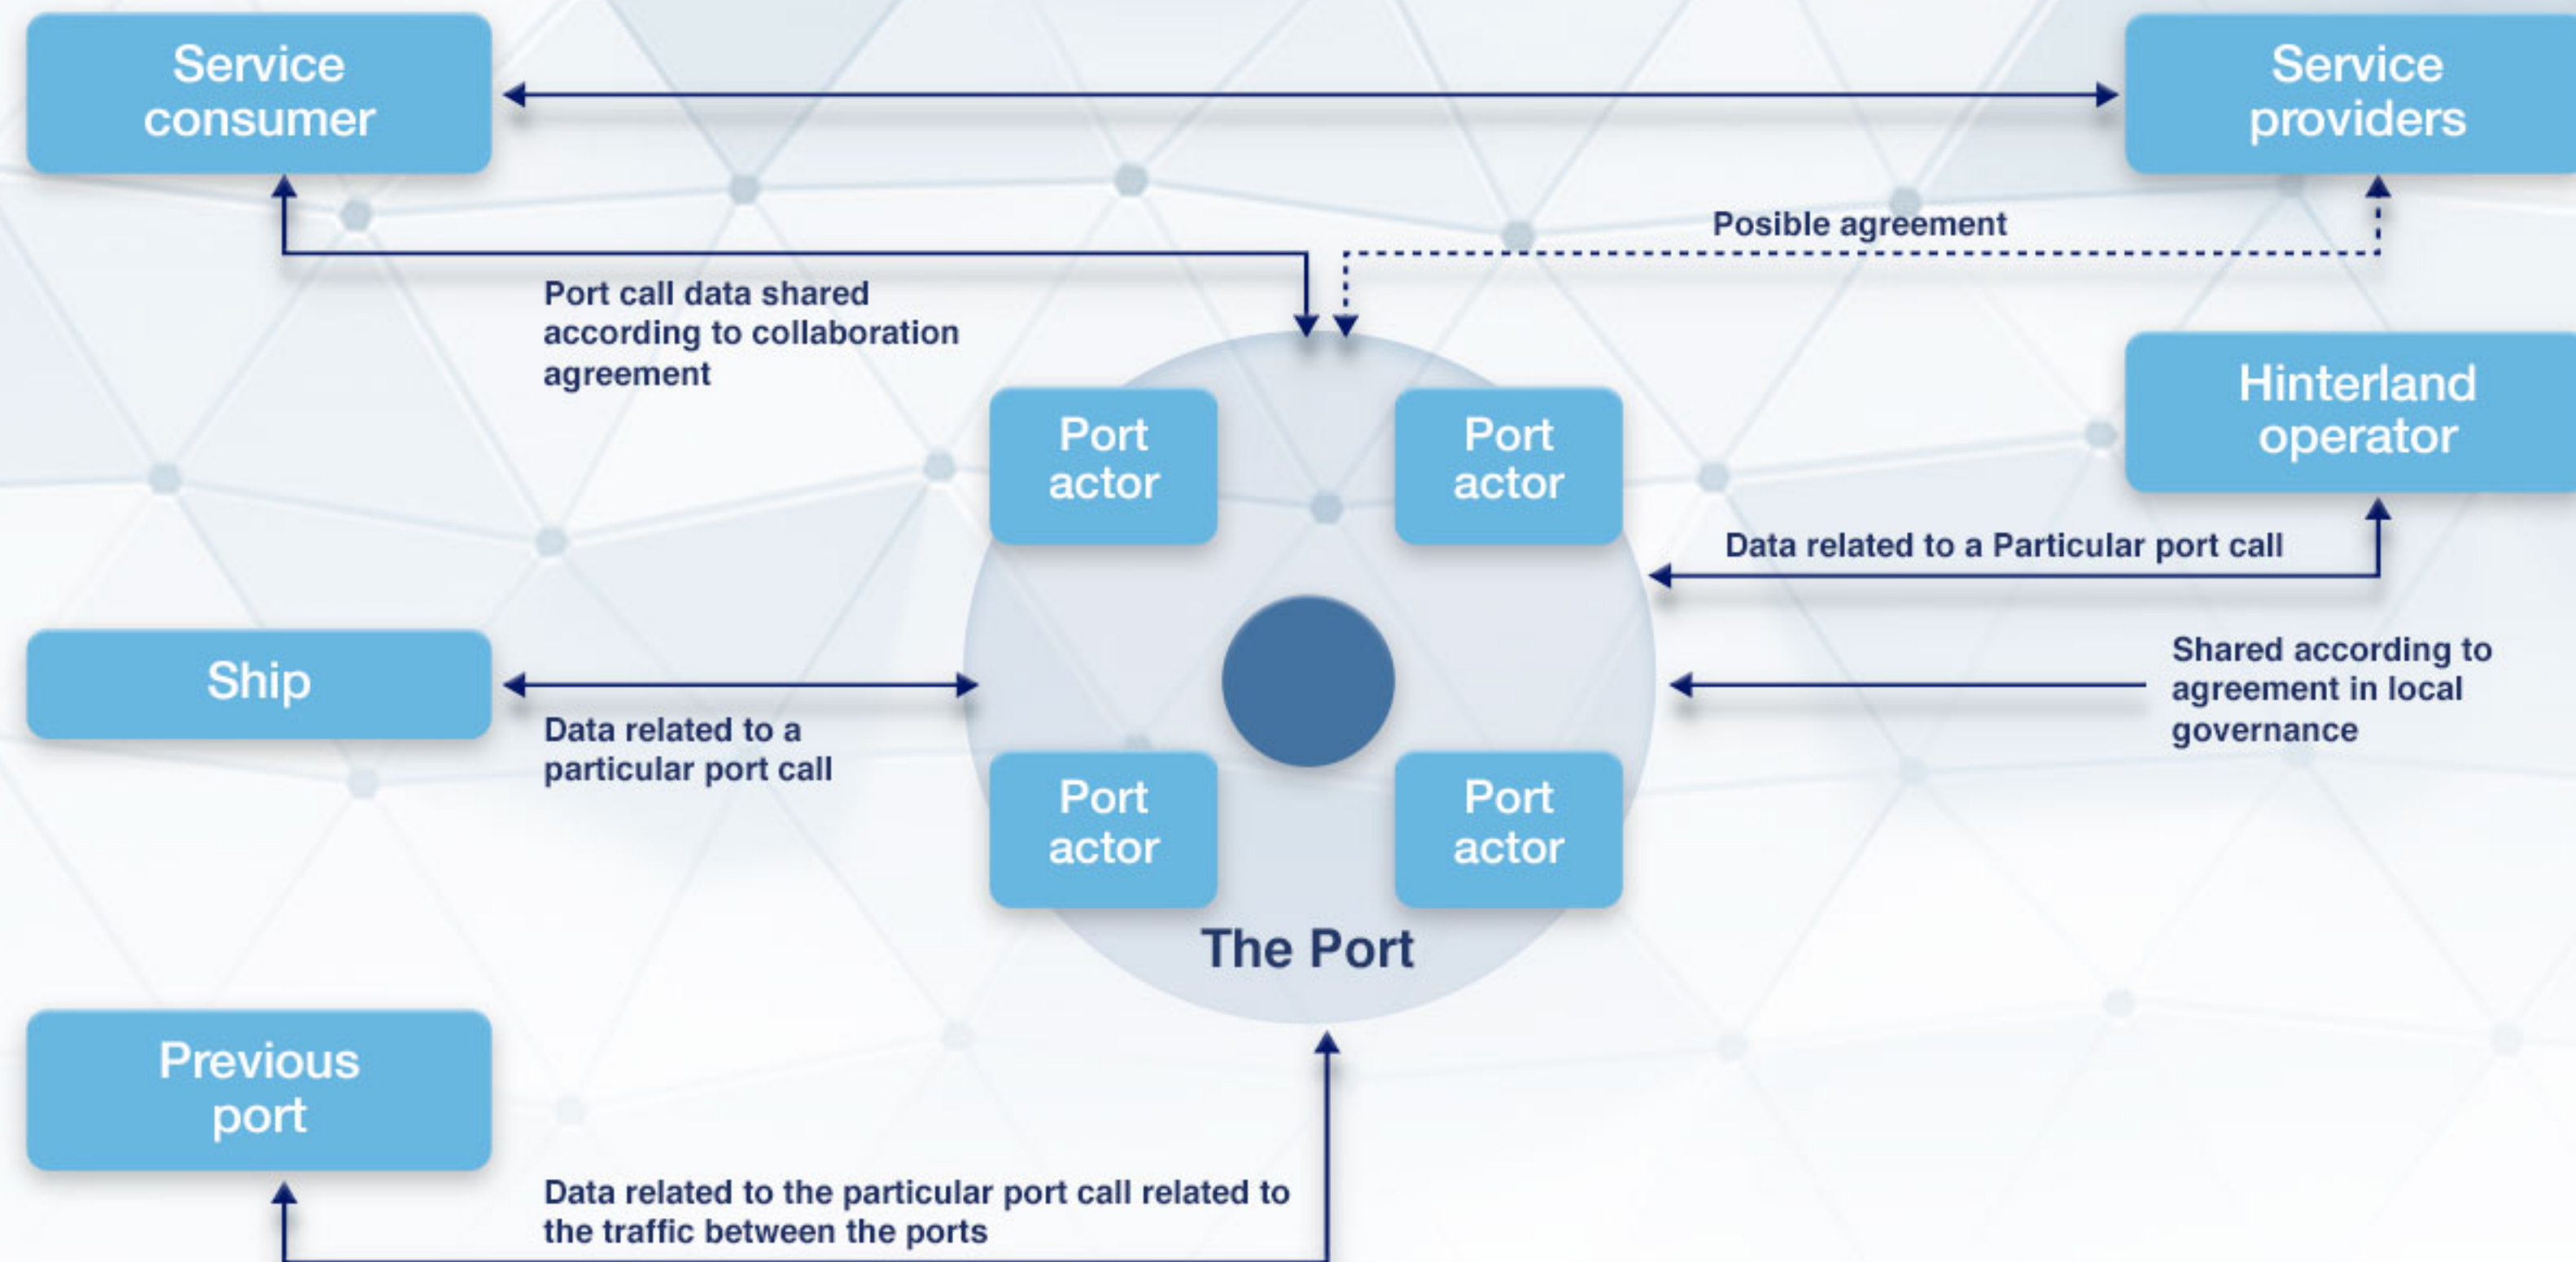 Service
consumer
Service
providers
Posible agreement
Port call data shared
according to collaboration
agreement
Hinterland
operator
Port
actor
Port
actor
Data related to a Particular port call
Ship
Data related to a
particular port call
Shared according to
agreement in local
governance
Port
actor
Port
actor
The Port
Previous
port
Data related to the particular port call related to
the traffic between the ports